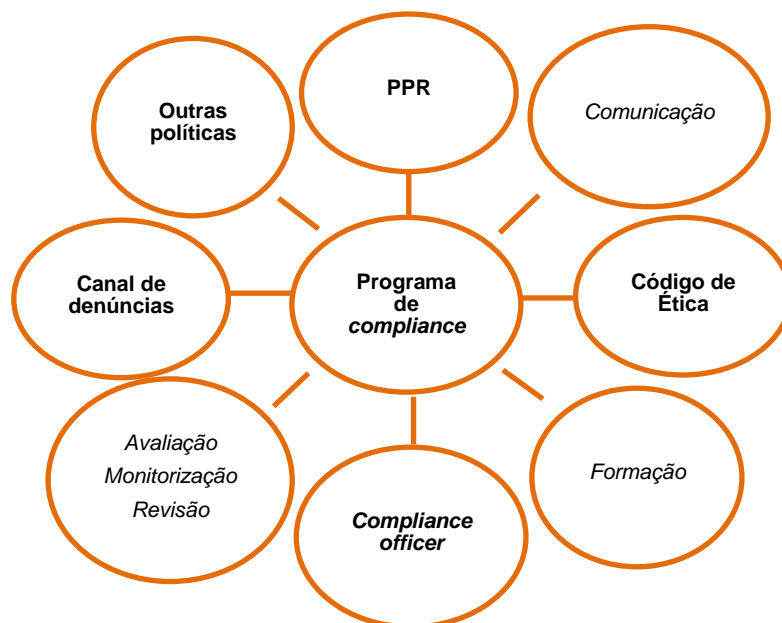 PPR
Outras
políticas
Comunicação
Canal de
denúncias
Programa
de
compliance
Código de
Ética
Avaliação
Monitorização
Revisão
Formação
Compliance
officer